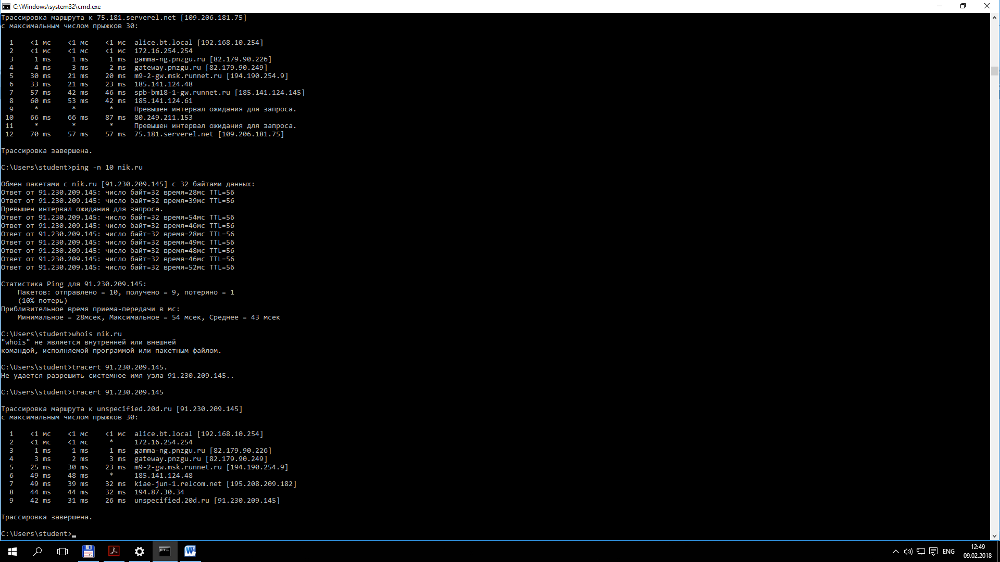 C:\Windows\system32\cmd.exe
Трассировка маршрута к 75.181.serverel.net [109.206.181.75]
с максимальным числом прыжков 30:
1 <1 мс <1 мс <1 мс alice.bt.local [192.168.10.254]
2 <1 мс <1 мс <1 мс 172.16.254.254
3 1 ms 1 ms 1 ms gamma-ng.pnzgu.ru [82.179.90.226]
4 4 ms 3 ms 2 ms gateway.pnzgu.ru [82.179.90.249]
5 30 ms 21 ms 20 ms m9-2-gw.msk.runnet.ru [194.190.254.9]
6 33 ms 21 ms 23 ms 185.141.124.48
7 57 ms 42 ms 46 ms spb-bm18-1-gw.runnet.ru [185.141.124.145]
8 60 ms 53 ms 42 ms 185.141.124.61
9 * * * Превышен интервал ожидания для запроса.
10 66 ms 66 ms 87 ms 80.249.211.153
11 * * * Превышен интервал ожидания для запроса.
12 70 ms 57 ms 57 ms 75.181.serverel.net [109.206.181.75]
Трассировка завершена.
C:\Users\student>ping -n 10 nik.ru
Обмен пакетами с nik.ru [91.230.209.145] с 32 байтами данных:
Ответ от 91.230.209.145: число байт=32 время=28мс TTL=56
Ответ от 91.230.209.145: число байт=32 время=39мс TTL=56
Превышен интервал ожидания для запроса.
Ответ от 91.230.209.145: число байт=32 время=54мс TTL=56
Ответ от 91.230.209.145: число байт=32 время=46мс TTL=56
Ответ от 91.230.209.145: число байт=32 время=28мс TTL=56
Ответ от 91.230.209.145: число байт=32 время=49мс TTL=56
Ответ от 91.230.209.145: число байт=32 время=48мс TTL=56
Ответ от 91.230.209.145: число байт=32 время=46мс TTL=56
Ответ от 91.230.209.145: число байт=32 время=52мс TTL=56
Статистика Ping для 91.230.209.145:
Пакетов: отправлено = 10, получено = 9, потеряно = 1
(10% потерь)
Приблизительное время приема-передачи в мс:
Минимальное = 28мсек, Максимальное = 54 мсек, Среднее = 43 мсек
C:\Users\student>whois nik.ru
"whois" не является внутренней или внешней
командой, исполняемой программой или пакетным файлом.
C:\Users\student>tracert 91.230.209.145.
Не удается разрешить системное имя узла 91.230.209.145..
C:\Users\student>tracert 91.230.209.145
Трассировка маршрута к unspecified.20d.ru [91.230.209.145]
с максимальным числом прыжков 30:
1 <1 мс <1 мс <1 мс alice.bt.local [192.168.10.254]
2 <1 мс <1 мс * 172.16.254.254
3 1 ms 1 ms 1 ms gamma-ng.pnzgu.ru [82.179.90.226]
4 3 ms 2 ms 3 ms gateway.pnzgu.ru [82.179.90.249]
5 25 ms 30 ms 23 ms m9-2-gw.msk.runnet.ru [194.190.254.9]
6 49 ms 48 ms * 185.141.124.48
7 49 ms 39 ms 32 ms kiae-jun-1.relcom.net [195.208.209.182]
8 44 ms 44 ms 32 ms 194.87.30.34
9 42 ms 31 ms 26 ms unspecified.20d.ru [91.230.209.145]
Трассировка завершена.
C:\Users\student>
ENG
12:49
09.02.2018